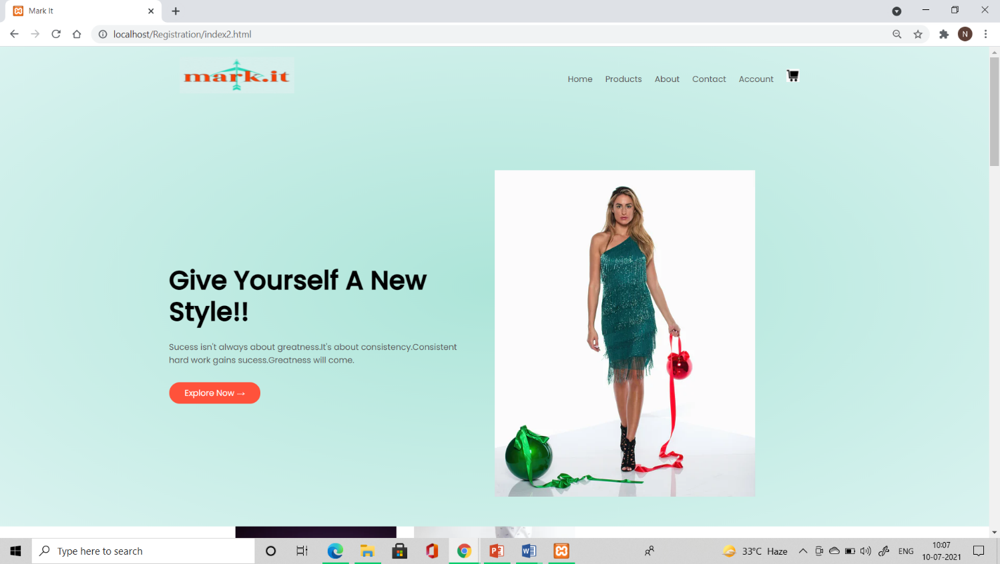 Mark It
localhost/Registration/index2.html
N
mark.it
Home Products About Contact Account
Give Yourself A New
Style!!
Sucess isn't always about greatness.It's about consistency.Consistent
hard work gains sucess.Greatness will come.
Explore Now →
Type here to search
33°C Haze
ENG
10:07
10-07-2021